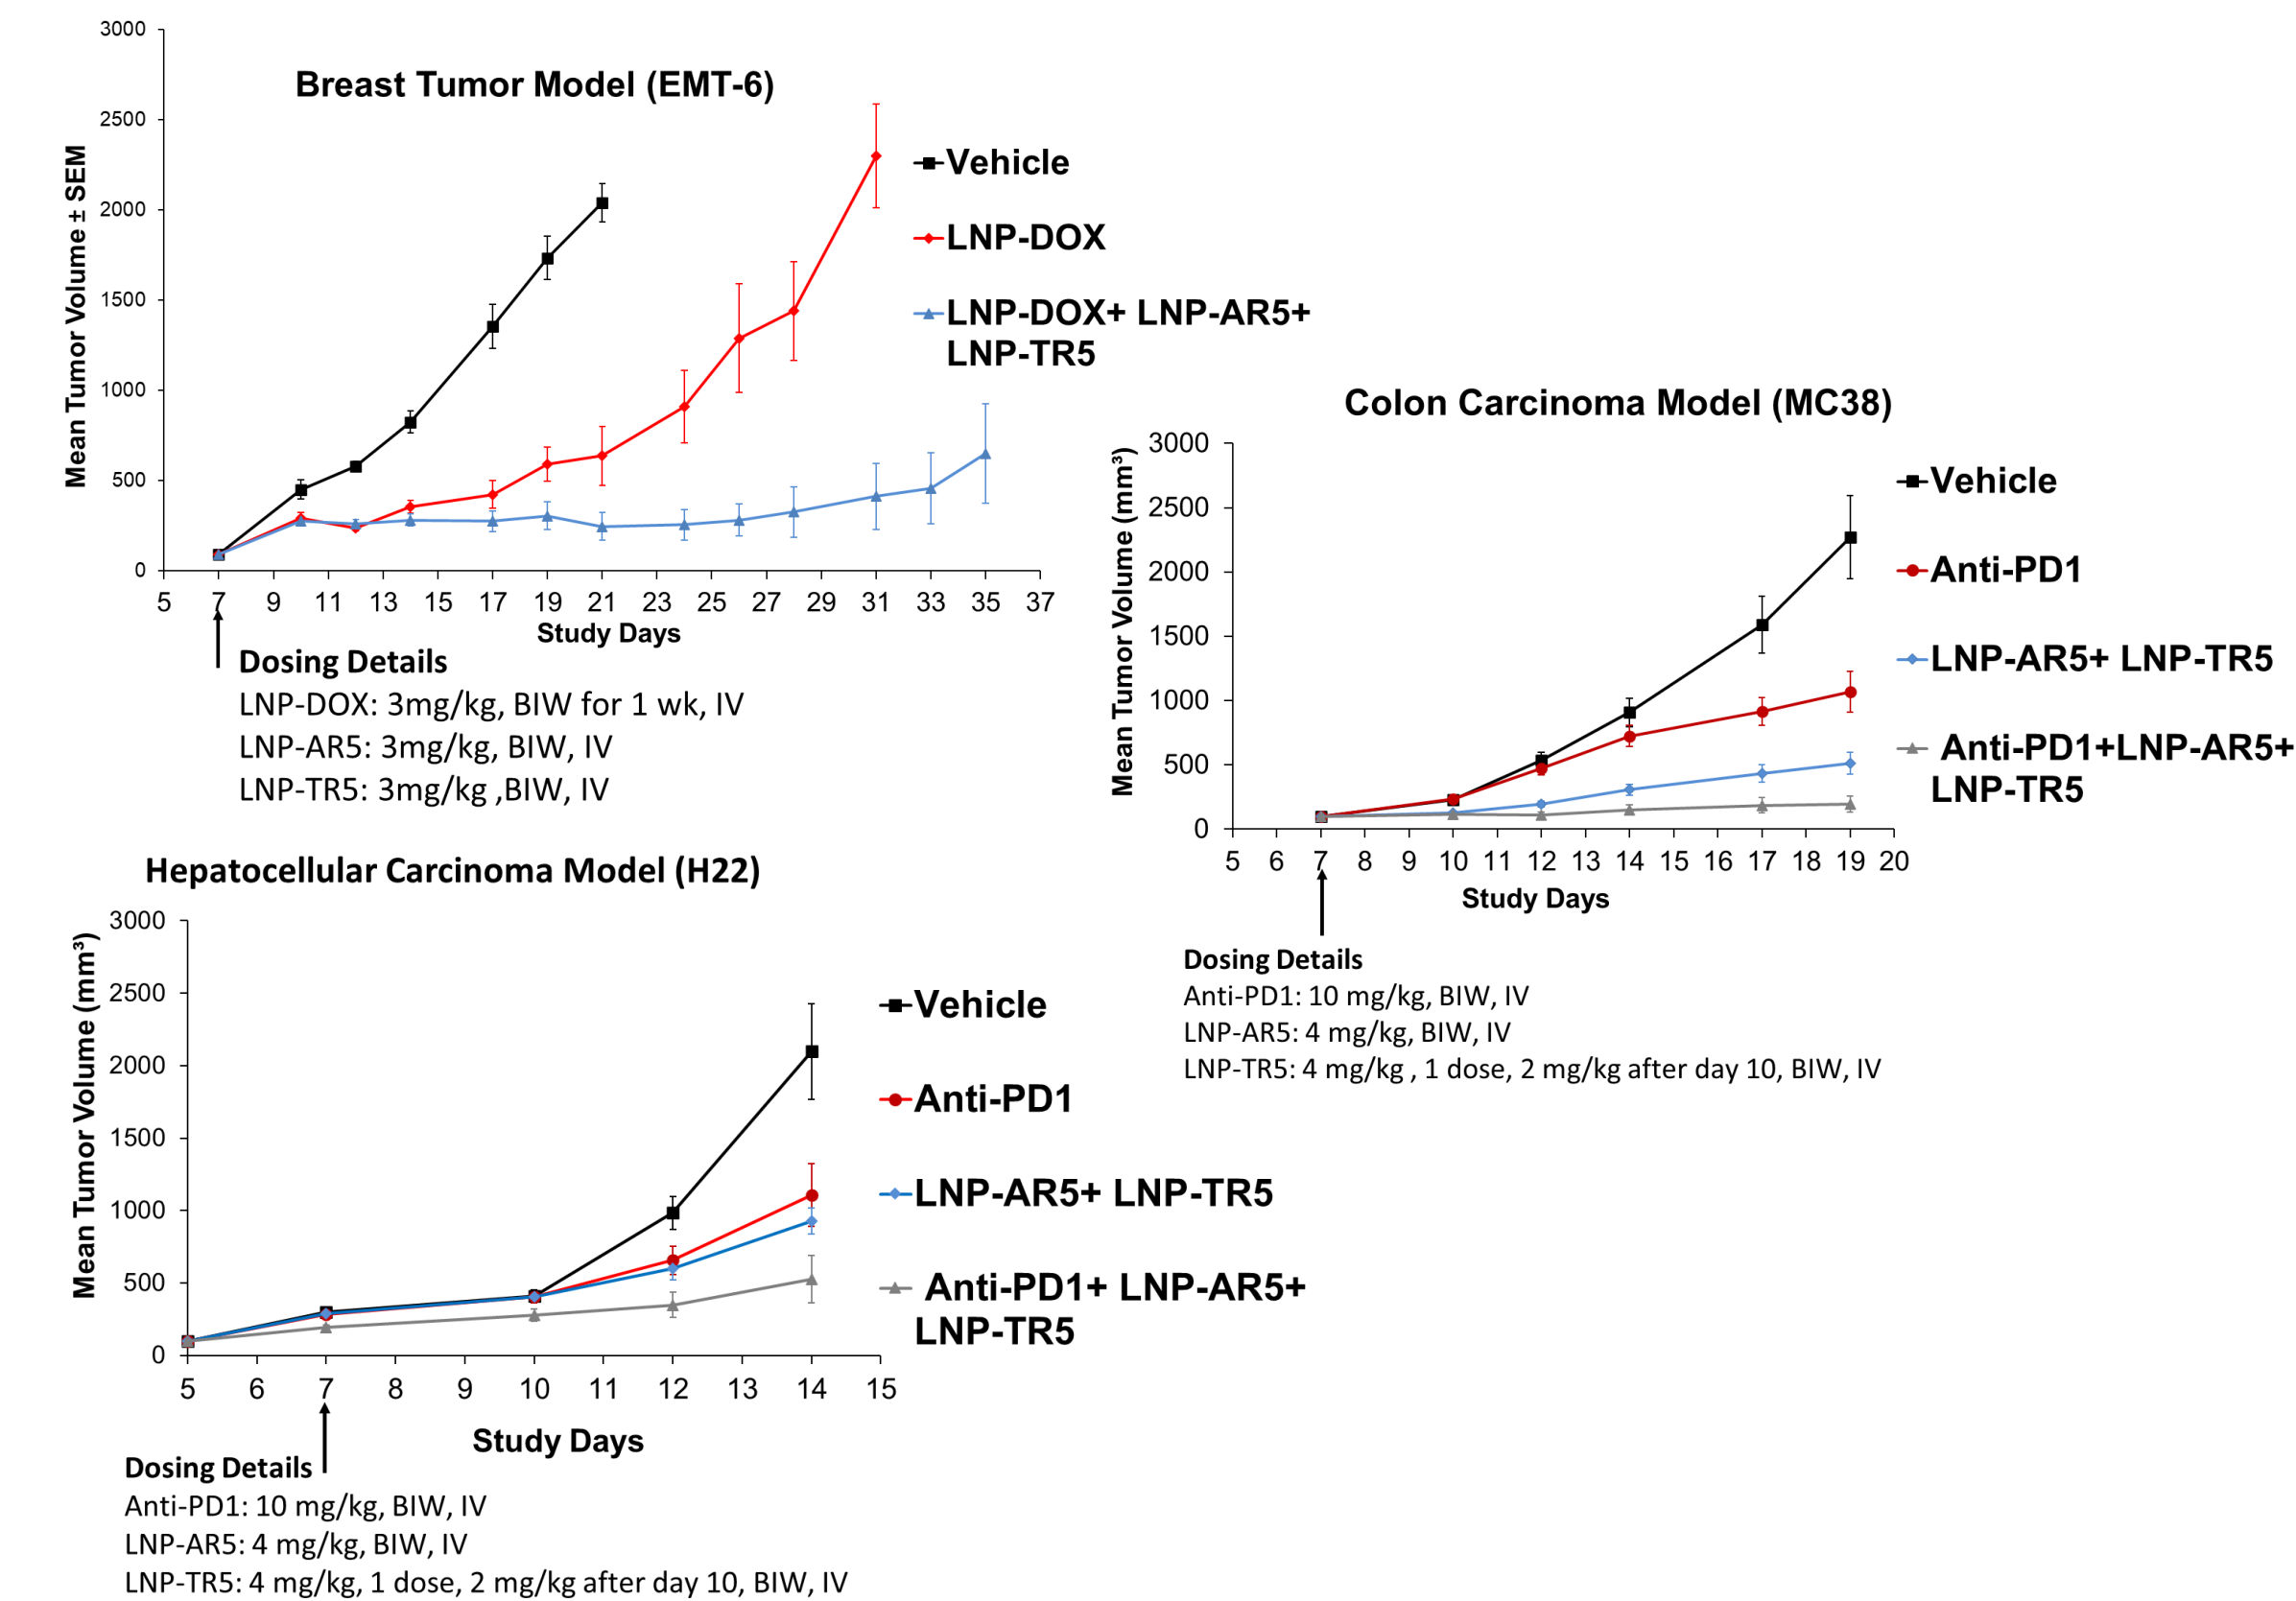 Breast Tumor Model (EMT-6)
Mean Tumor Volume ± SEM
3000
2500
2000
1500
1000
500
0
5 7 9 11 13 15 17 19 21 23 25 27 29 31 33 35 37
Study Days
Vehicle
LNP-DOX
LNP-DOX+ LNP-AR5+
LNP-TR5
Dosing Details
LNP-DOX: 3mg/kg, BIW for 1 wk, IV
LNP-AR5: 3mg/kg, BIW, IV
LNP-TR5: 3mg/kg ,BIW, IV
Colon Carcinoma Model (MC38)
Mean Tumor Volume (mm³)
3000
2500
2000
1500
1000
500
0
5 6 7 8 9 10 11 12 13 14 15 16 17 18 19 20
Study Days
Vehicle
Anti-PD1
LNP-AR5+ LNP-TR5
Anti-PD1+LNP-AR5+
LNP-TR5
Dosing Details
Anti-PD1: 10 mg/kg, BIW, IV
LNP-AR5: 4 mg/kg, BIW, IV
LNP-TR5: 4 mg/kg , 1 dose, 2 mg/kg after day 10, BIW, IV
Hepatocellular Carcinoma Model (H22)
Mean Tumor Volume (mm³)
3000
2500
2000
1500
1000
500
0
5 6 7 8 9 10 11 12 13 14 15
Study Days
Vehicle
Anti-PD1
LNP-AR5+ LNP-TR5
Anti-PD1+ LNP-AR5+
LNP-TR5
Dosing Details
Anti-PD1: 10 mg/kg, BIW, IV
LNP-AR5: 4 mg/kg, BIW, IV
LNP-TR5: 4 mg/kg, 1 dose, 2 mg/kg after day 10, BIW, IV